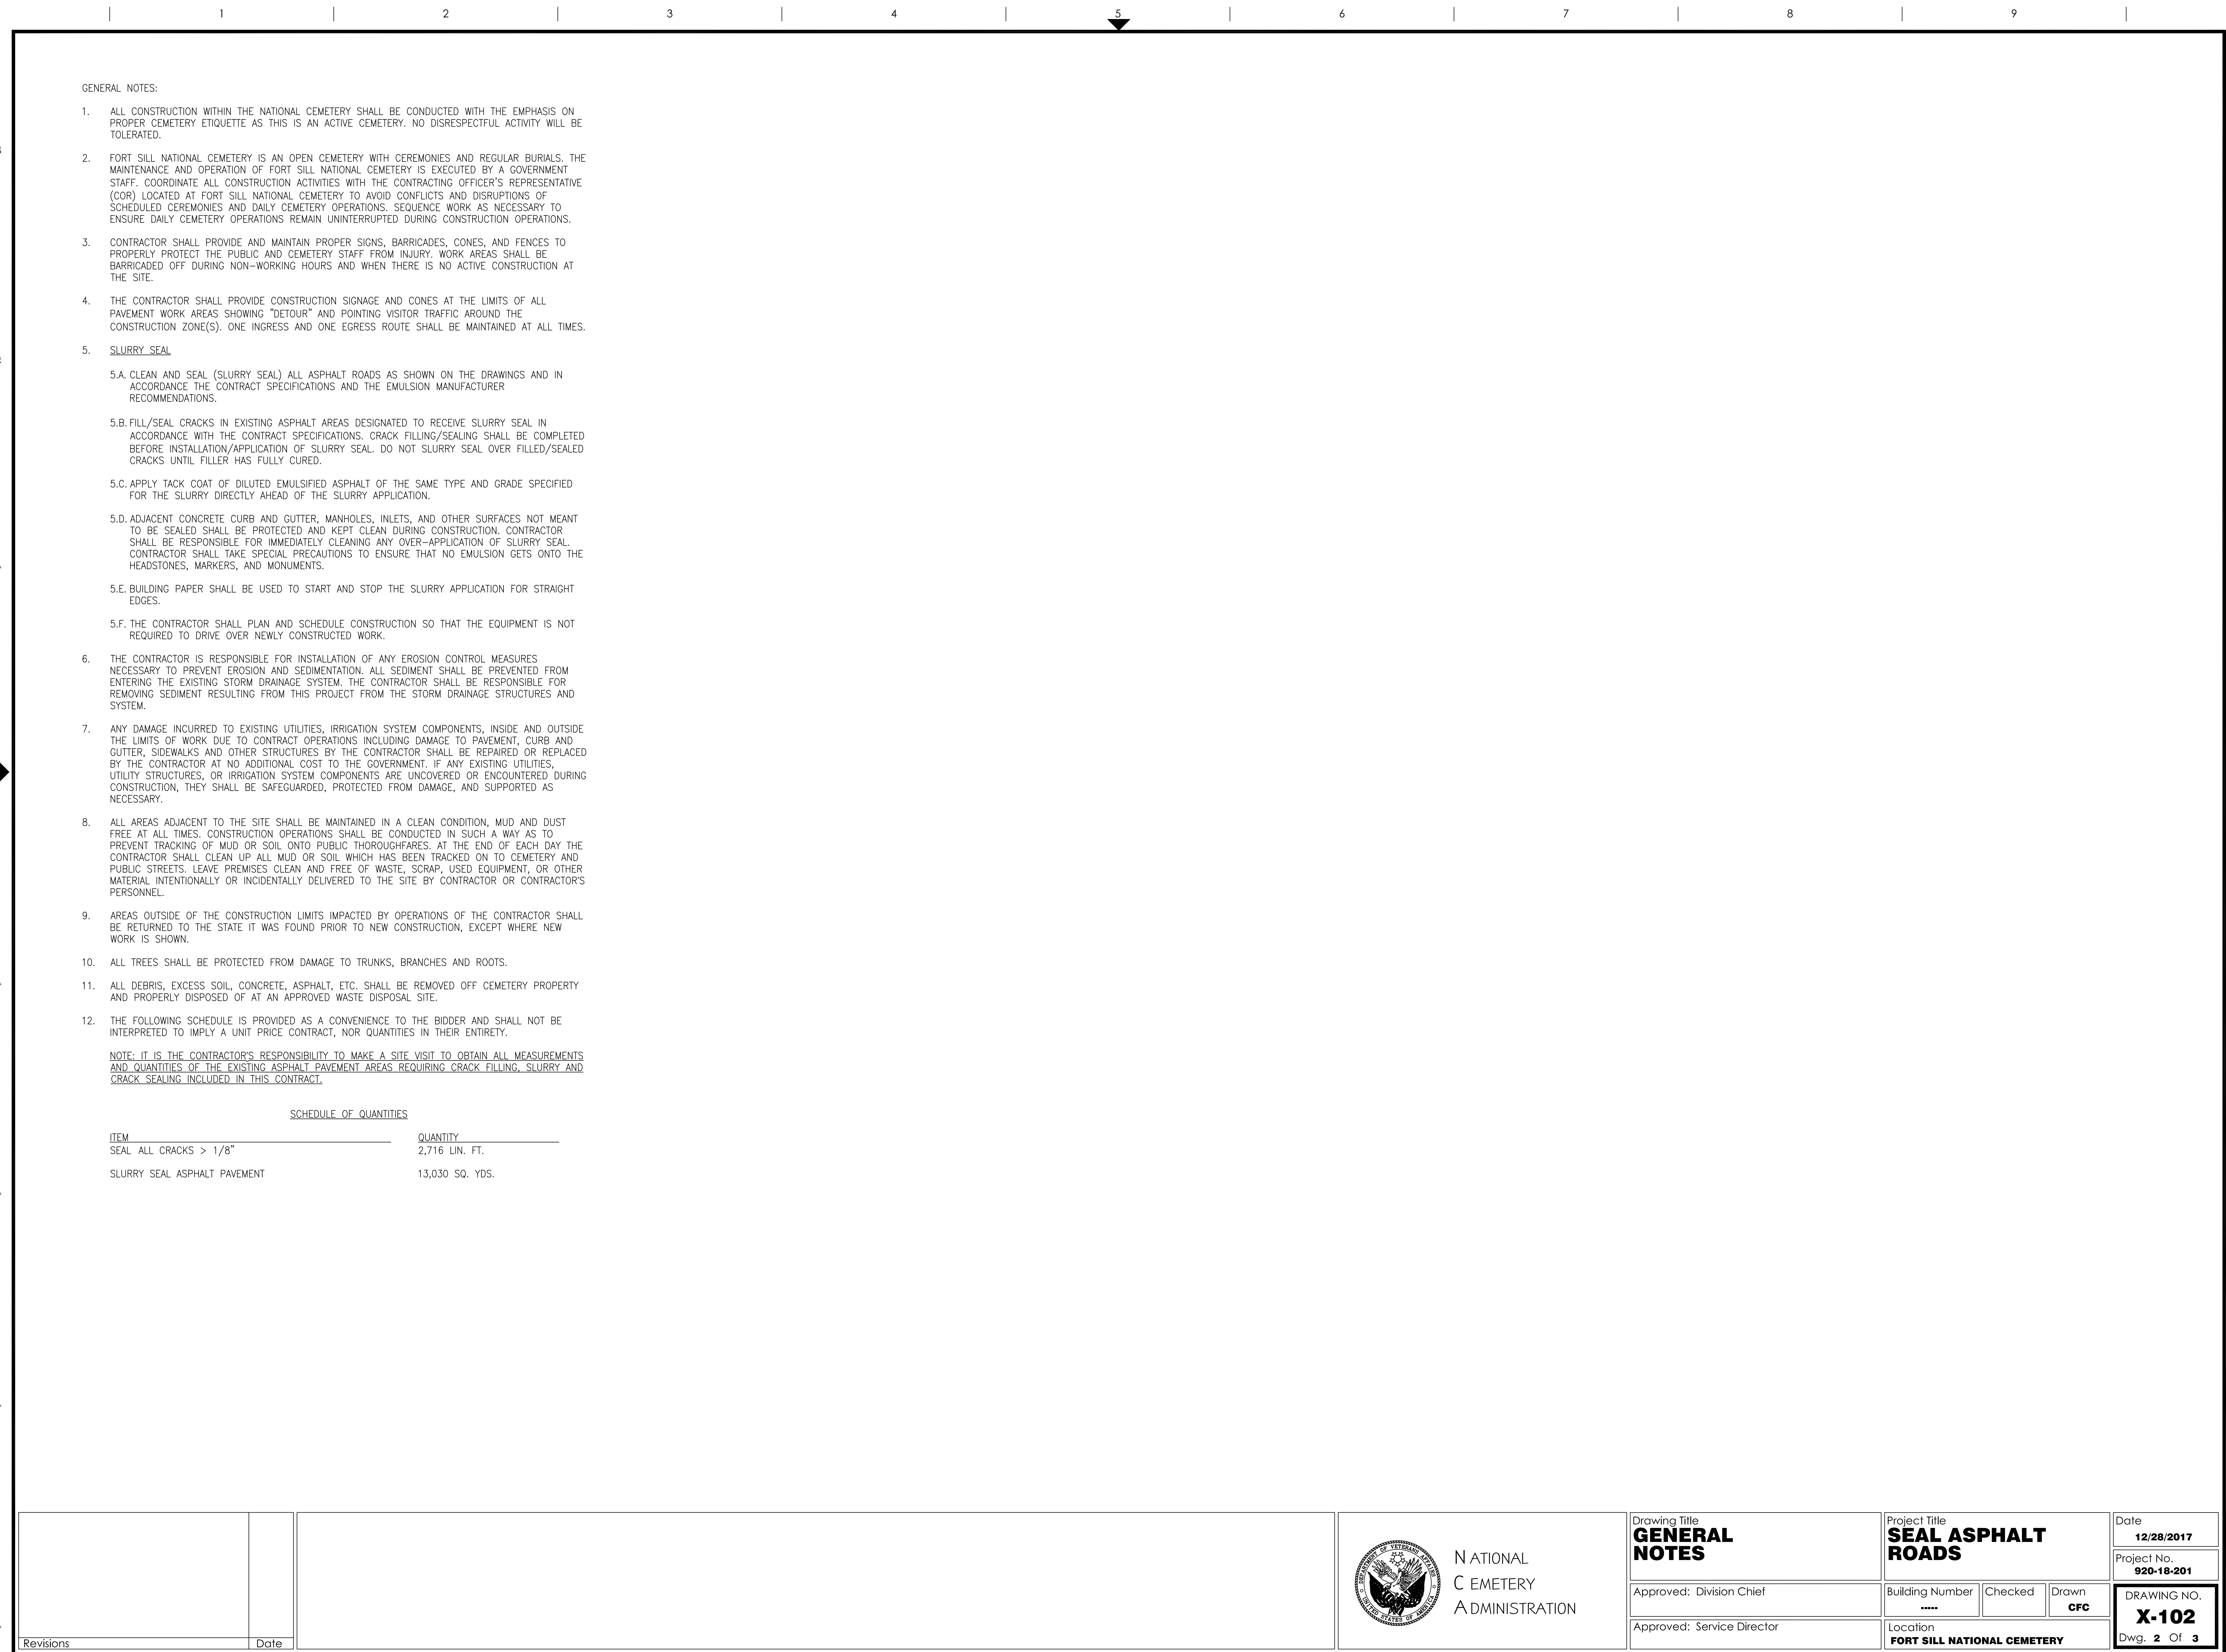 1 2 3 4 5 6 7 8 9
GENERAL NOTES:
1. ALL CONSTRUCTION WITHIN THE NATIONAL CEMETERY SHALL BE CONDUCTED WITH THE EMPHASIS ON
PROPER CEMETERY ETIQUETTE AS THIS IS AN ACTIVE CEMETERY. NO DISRESPECTFUL ACTIVITY WILL BE
TOLERATED.
2. FORT SILL NATIONAL CEMETERY IS AN OPEN CEMETERY WITH CEREMONIES AND REGULAR BURIALS. THE
MAINTENANCE AND OPERATION OF FORT SILL NATIONAL CEMETERY IS EXECUTED BY A GOVERNMENT
STAFF. COORDINATE ALL CONSTRUCTION ACTIVITIES WITH THE CONTRACTING OFFICER'S REPRESENTATIVE
(COR) LOCATED AT FORT SILL NATIONAL CEMETERY TO AVOID CONFLICTS AND DISRUPTIONS OF
SCHEDULED CEREMONIES AND DAILY CEMETERY OPERATIONS. SEQUENCE WORK AS NECESSARY TO
ENSURE DAILY CEMETERY OPERATIONS REMAIN UNINTERRUPTED DURING CONSTRUCTION OPERATIONS.
3. CONTRACTOR SHALL PROVIDE AND MAINTAIN PROPER SIGNS, BARRICADES, CONES, AND FENCES TO
PROPERLY PROTECT THE PUBLIC AND CEMETERY STAFF FROM INJURY. WORK AREAS SHALL BE
BARRICADED OFF DURING NON-WORKING HOURS AND WHEN THERE IS NO ACTIVE CONSTRUCTION AT
THE SITE.
4. THE CONTRACTOR SHALL PROVIDE CONSTRUCTION SIGNAGE AND CONES AT THE LIMITS OF ALL
PAVEMENT WORK AREAS SHOWING "DETOUR" AND POINTING VISITOR TRAFFIC AROUND THE
CONSTRUCTION ZONE(S). ONE INGRESS AND ONE EGRESS ROUTE SHALL BE MAINTAINED AT ALL TIMES.
5. SLURRY SEAL
5.A. CLEAN AND SEAL (SLURRY SEAL) ALL ASPHALT ROADS AS SHOWN ON THE DRAWINGS AND IN
ACCORDANCE THE CONTRACT SPECIFICATIONS AND THE EMULSION MANUFACTURER
RECOMMENDATIONS.
5.B. FILL/SEAL CRACKS IN EXISTING ASPHALT AREAS DESIGNATED TO RECEIVE SLURRY SEAL IN
ACCORDANCE WITH THE CONTRACT SPECIFICATIONS. CRACK FILLING/SEALING SHALL BE COMPLETED
BEFORE INSTALLATION/APPLICATION OF SLURRY SEAL. DO NOT SLURRY SEAL OVER FILLED/SEALED
CRACKS UNTIL FILLER HAS FULLY CURED.
5.C. APPLY TACK COAT OF DILUTED EMULSIFIED ASPHALT OF THE SAME TYPE AND GRADE SPECIFIED
FOR THE SLURRY DIRECTLY AHEAD OF THE SLURRY APPLICATION.
5.D. ADJACENT CONCRETE CURB AND GUTTER, MANHOLES, INLETS, AND OTHER SURFACES NOT MEANT
TO BE SEALED SHALL BE PROTECTED AND KEPT CLEAN DURING CONSTRUCTION. CONTRACTOR
SHALL BE RESPONSIBLE FOR IMMEDIATELY CLEANING ANY OVER-APPLICATION OF SLURRY SEAL.
CONTRACTOR SHALL TAKE SPECIAL PRECAUTIONS TO ENSURE THAT NO EMULSION GETS ONTO THE
HEADSTONES, MARKERS, AND MONUMENTS.
5.E. BUILDING PAPER SHALL BE USED TO START AND STOP THE SLURRY APPLICATION FOR STRAIGHT
EDGES.
5.F. THE CONTRACTOR SHALL PLAN AND SCHEDULE CONSTRUCTION SO THAT THE EQUIPMENT IS NOT
REQUIRED TO DRIVE OVER NEWLY CONSTRUCTED WORK.
6. THE CONTRACTOR IS RESPONSIBLE FOR INSTALLATION OF ANY EROSION CONTROL MEASURES
NECESSARY TO PREVENT EROSION AND SEDIMENTATION. ALL SEDIMENT SHALL BE PREVENTED FROM
ENTERING THE EXISTING STORM DRAINAGE SYSTEM. THE CONTRACTOR SHALL BE RESPONSIBLE FOR
REMOVING SEDIMENT RESULTING FROM THIS PROJECT FROM THE STORM DRAINAGE STRUCTURES AND
SYSTEM.
7. ANY DAMAGE INCURRED TO EXISTING UTILITIES, IRRIGATION SYSTEM COMPONENTS, INSIDE AND OUTSIDE
THE LIMITS OF WORK DUE TO CONTRACT OPERATIONS INCLUDING DAMAGE TO PAVEMENT, CURB AND
GUTTER, SIDEWALKS AND OTHER STRUCTURES BY THE CONTRACTOR SHALL BE REPAIRED OR REPLACED
BY THE CONTRACTOR AT NO ADDITIONAL COST TO THE GOVERNMENT. IF ANY EXISTING UTILITIES,
UTILITY STRUCTURES, OR IRRIGATION SYSTEM COMPONENTS ARE UNCOVERED OR ENCOUNTERED DURING
CONSTRUCTION, THEY SHALL BE SAFEGUARDED, PROTECTED FROM DAMAGE, AND SUPPORTED AS
NECESSARY.
8. ALL AREAS ADJACENT TO THE SITE SHALL BE MAINTAINED IN A CLEAN CONDITION, MUD AND DUST
FREE AT ALL TIMES. CONSTRUCTION OPERATIONS SHALL BE CONDUCTED IN SUCH A WAY AS TO
PREVENT TRACKING OF MUD OR SOIL ONTO PUBLIC THOROUGHFARES. AT THE END OF EACH DAY THE
CONTRACTOR SHALL CLEAN UP ALL MUD OR SOIL WHICH HAS BEEN TRACKED ON TO CEMETERY AND
PUBLIC STREETS. LEAVE PREMISES CLEAN AND FREE OF WASTE, SCRAP, USED EQUIPMENT, OR OTHER
MATERIAL INTENTIONALLY OR INCIDENTALLY DELIVERED TO THE SITE BY CONTRACTOR OR CONTRACTOR'S
PERSONNEL.
9. AREAS OUTSIDE OF THE CONSTRUCTION LIMITS IMPACTED BY OPERATIONS OF THE CONTRACTOR SHALL
BE RETURNED TO THE STATE IT WAS FOUND PRIOR TO NEW CONSTRUCTION, EXCEPT WHERE NEW
WORK IS SHOWN.
10. ALL TREES SHALL BE PROTECTED FROM DAMAGE TO TRUNKS, BRANCHES AND ROOTS.
11. ALL DEBRIS, EXCESS SOIL, CONCRETE, ASPHALT, ETC. SHALL BE REMOVED OFF CEMETERY PROPERTY
AND PROPERLY DISPOSED OF AT AN APPROVED WASTE DISPOSAL SITE.
12. THE FOLLOWING SCHEDULE IS PROVIDED AS A CONVENIENCE TO THE BIDDER AND SHALL NOT BE
INTERPRETED TO IMPLY A UNIT PRICE CONTRACT, NOR QUANTITIES IN THEIR ENTIRETY.
NOTE: IT IS THE CONTRACTOR'S RESPONSIBILITY TO MAKE A SITE VISIT TO OBTAIN ALL MEASUREMENTS
AND QUANTITIES OF THE EXISTING ASPHALT PAVEMENT AREAS REQUIRING CRACK FILLING, SLURRY AND
CRACK SEALING INCLUDED IN THIS CONTRACT.
SCHEDULE OF QUANTITIES
ITEM QUANTITY
SEAL ALL CRACKS > 1/8" 2,716 LIN. FT.
SLURRY SEAL ASPHALT PAVEMENT 13,030 SQ. YDS.
Revisions Date
DEPARTMENT OF VETERANS AFFAIRS
UNITED STATES OF AMERICA
NATIONAL
CEMETERY
ADMINISTRATION
Drawing Title
GENERAL
NOTES
Approved: Division Chief
Approved: Service Director
Project Title
SEAL ASPHALT
ROADS
Building Number
-----
Checked
Drawn
CFC
Location
FORT SILL NATIONAL CEMETERY
Date
12/28/2017
Project No.
920-18-201
DRAWING NO.
X-102
Dwg. 2 Of 3